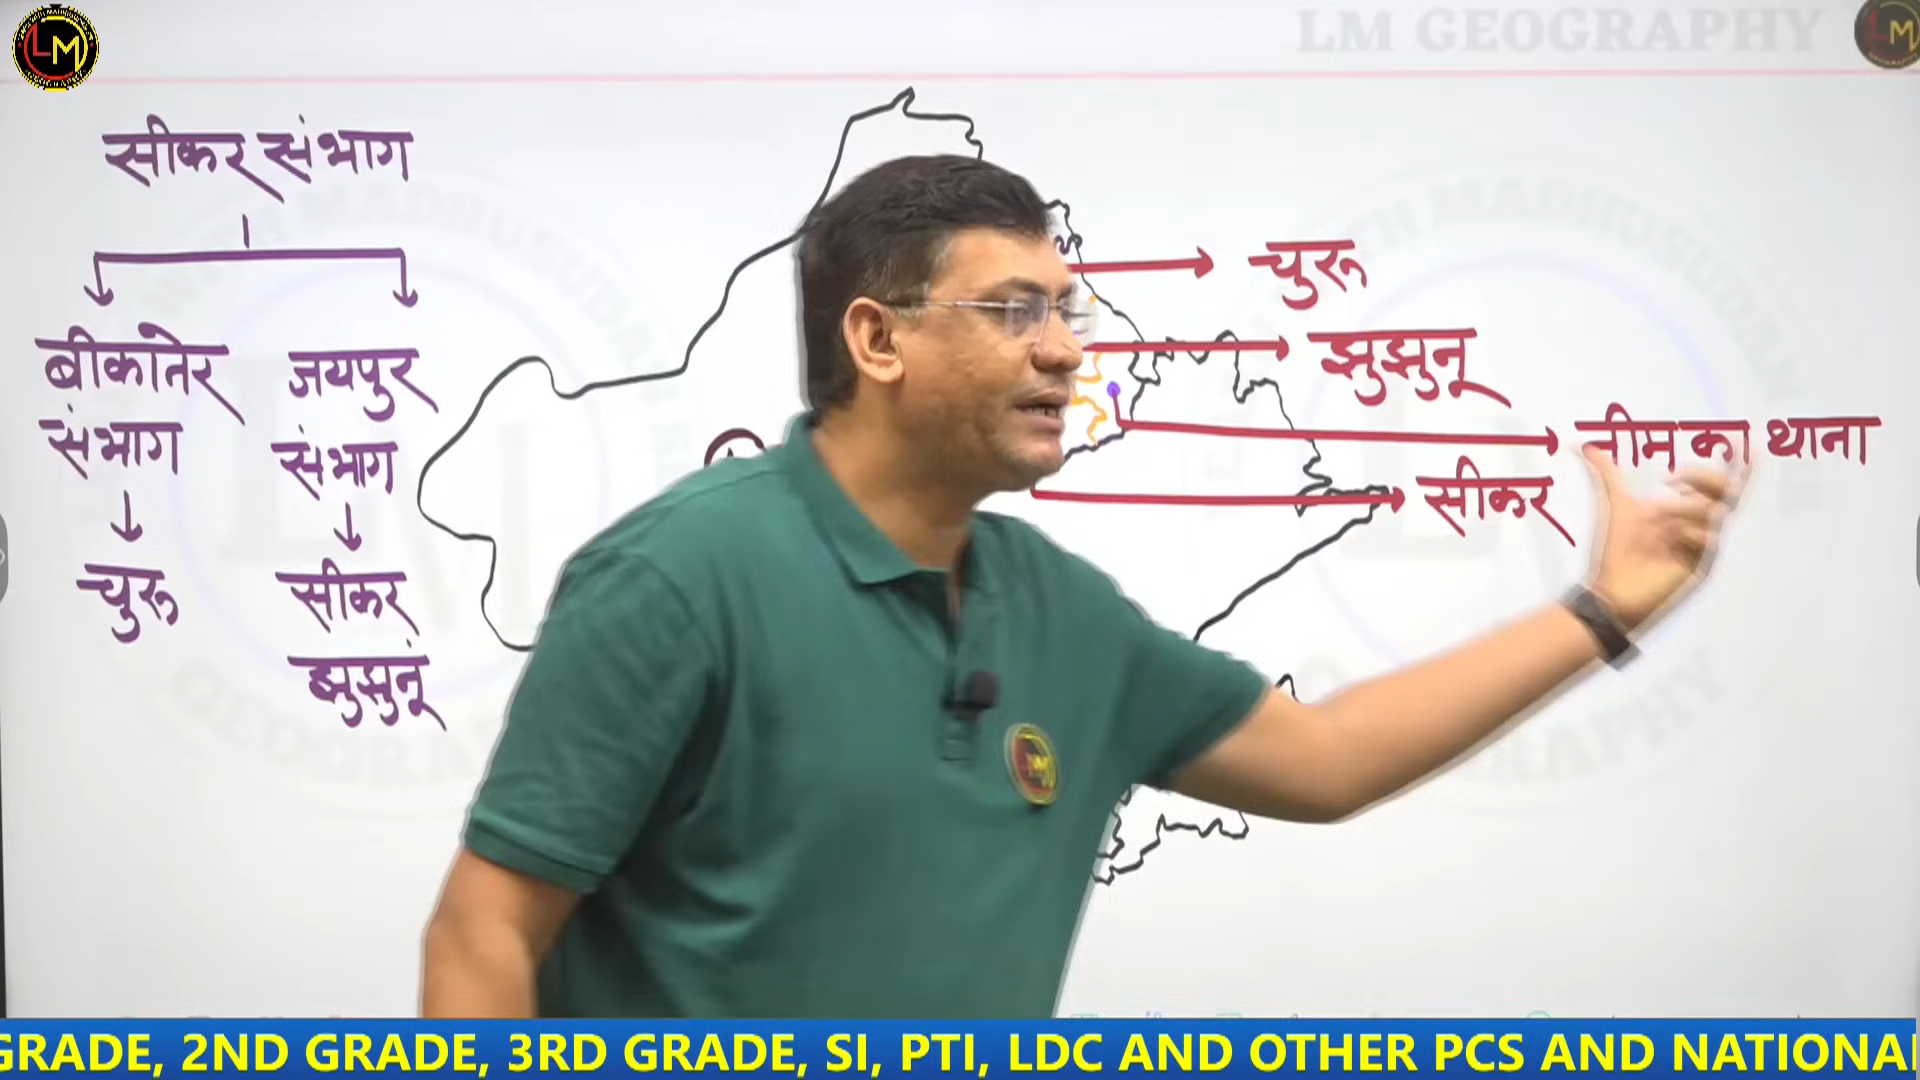 LM GEOGRAPHY
LM
सीकर संभाग
बीकानेर
संभाग
चुरू
जयपुर
संभाग
सीकर
झुझुनूं
चुरू
झुझुनू
नीम का थाना
सीकर
GRADE, 2ND GRADE, 3RD GRADE, SI, PTI, LDC AND OTHER PCS AND NATIONAL